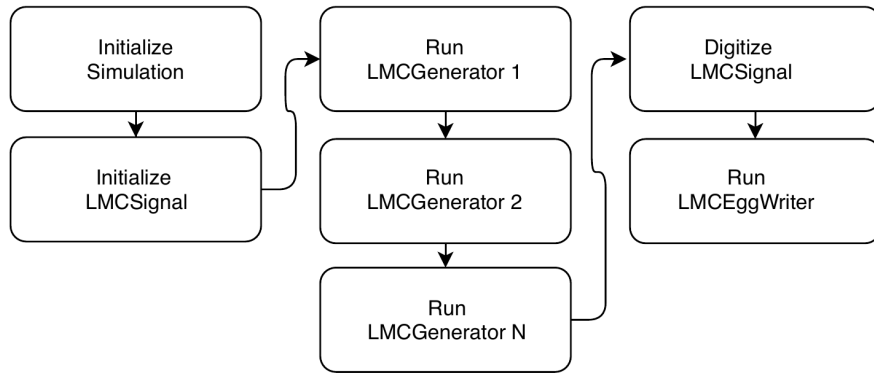 Initialize
Simulation
Initialize
LMCSignal
Run
LMCGenerator 1
Run
LMCGenerator 2
Run
LMCGenerator N
Digitize
LMCSignal
Run
LMCEggWriter